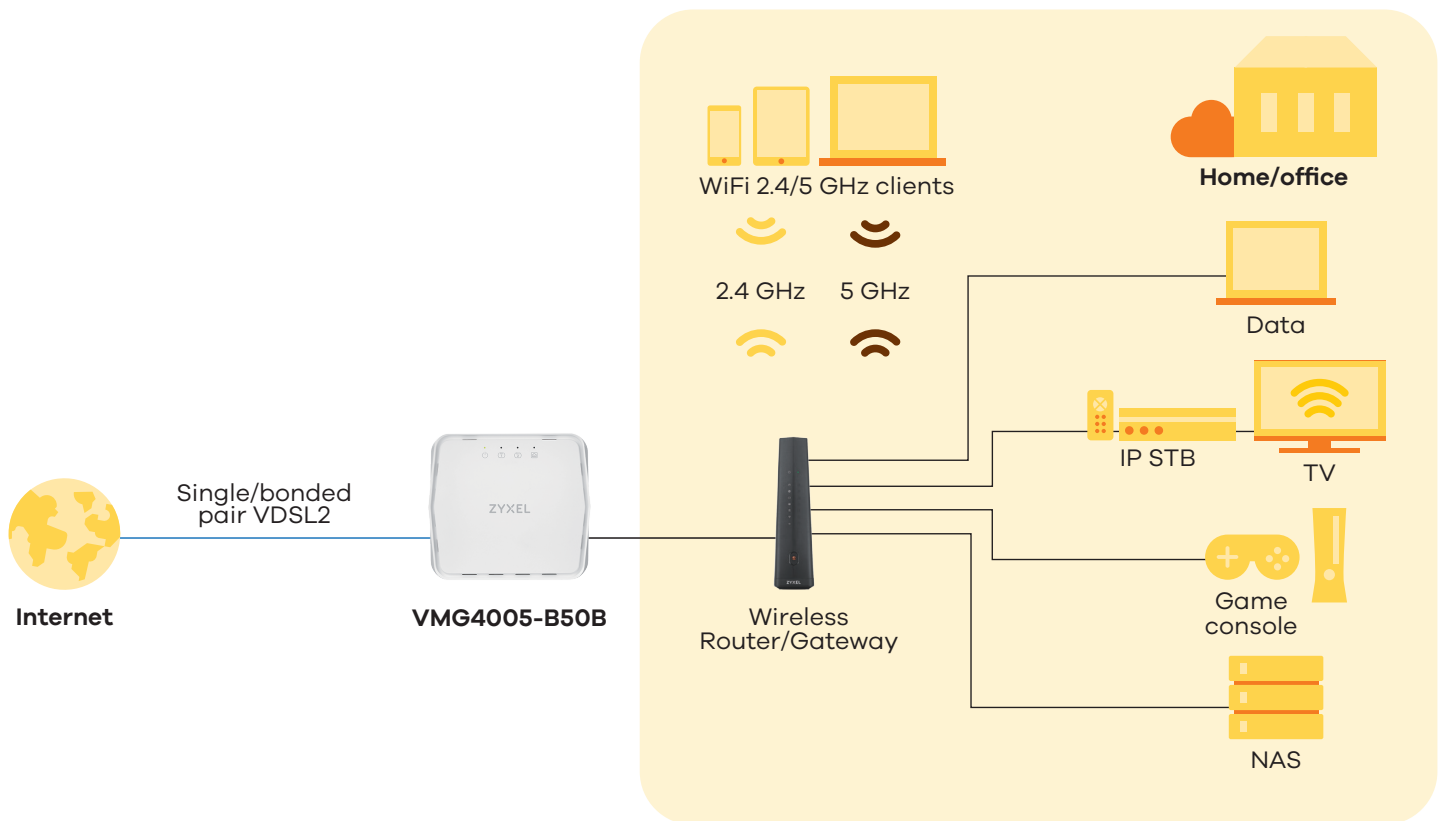 WiFi 2.4/5 GHz clients
Home/office
2.4 GHz
5 GHz
Data
IP STB
TV
Single/bonded
pair VDSL2
ZYXEL
ZYXEL
Internet
VMG4005-B50B
Wireless
Router/Gateway
Game
console
NAS